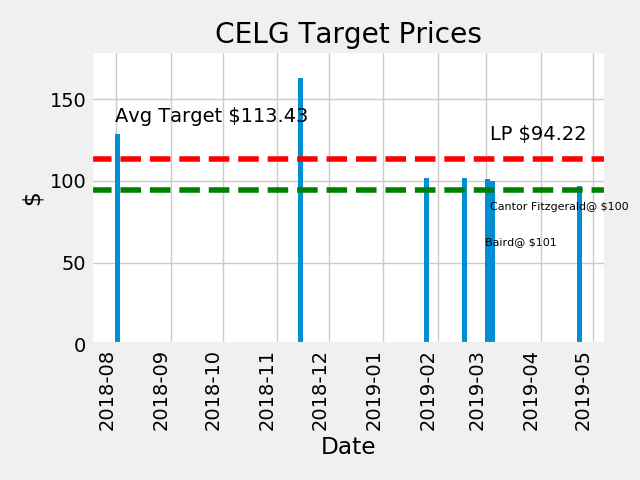 CELG Target Prices
Avg Target $113.43
LP $94.22
Cantor Fitzgerald@ $100
Baird@ $101
$
150
100
50
0
2018-08
2018-09
2018-10
2018-11
2018-12
2019-01
2019-02
2019-03
2019-04
2019-05
Date